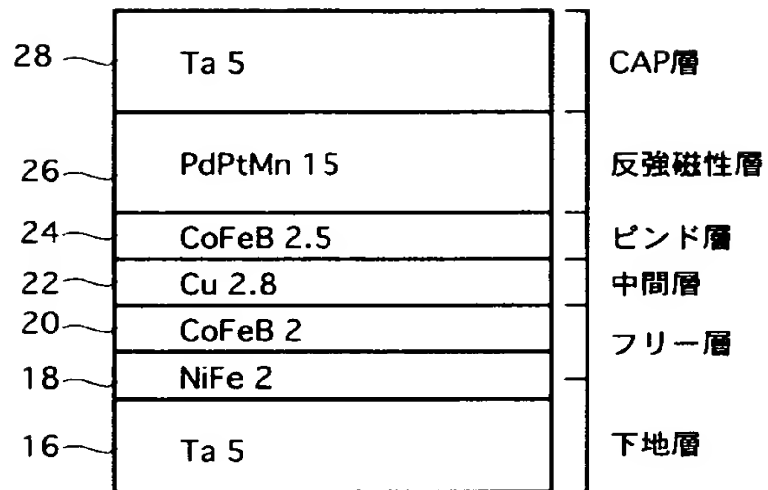 28 Ta 5 CAP層
26 PdPtMn 15 反強磁性層
24 CoFeB 2.5 ピンド層
22 Cu 2.8 中間層
20 CoFeB 2 フリー層
18 NiFe 2
16 Ta 5 下地層